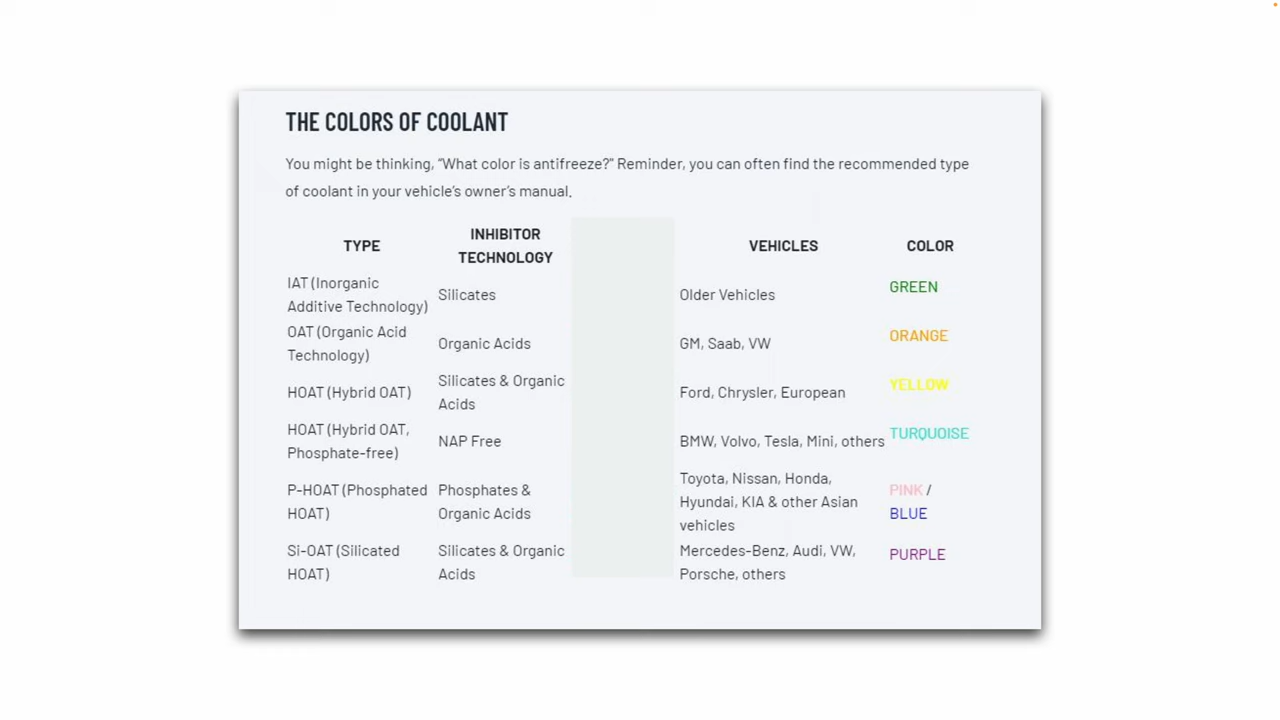 THE COLORS OF COOLANT
You might be thinking, “What color is antifreeze?” Reminder, you can often find the recommended type
of coolant in your vehicle’s owner’s manual.
TYPE
INHIBITOR
TECHNOLOGY
VEHICLES
COLOR
IAT (Inorganic
Additive Technology)
Silicates
Older Vehicles
GREEN
OAT (Organic Acid
Technology)
Organic Acids
GM, Saab, VW
ORANGE
HOAT (Hybrid OAT)
Silicates & Organic
Acids
Ford, Chrysler, European
YELLOW
HOAT (Hybrid OAT,
Phosphate-free)
NAP Free
BMW, Volvo, Tesla, Mini, others
TURQUOISE
P-HOAT (Phosphated
HOAT)
Phosphates &
Organic Acids
Toyota, Nissan, Honda,
Hyundai, KIA & other Asian
vehicles
PINK /
BLUE
Si-OAT (Silicated
HOAT)
Silicates & Organic
Acids
Mercedes-Benz, Audi, VW,
Porsche, others
PURPLE